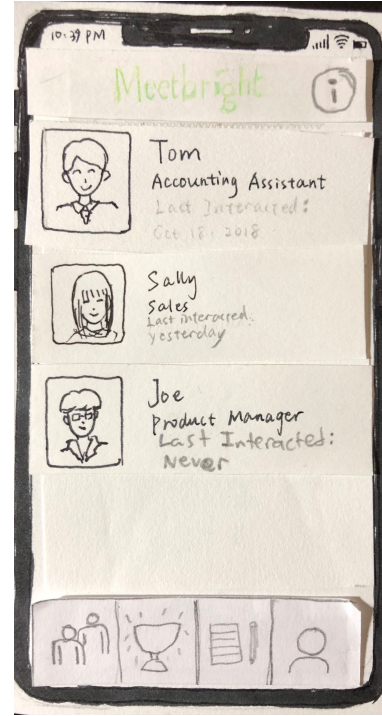 10:39 PM
Meetbright
i
Tom
Accounting Assistant
Last Interacted:
Oct 18, 2018
Sally
Sales
Last interacted:
yesterday
Joe
Product Manager
Last Interacted:
Never